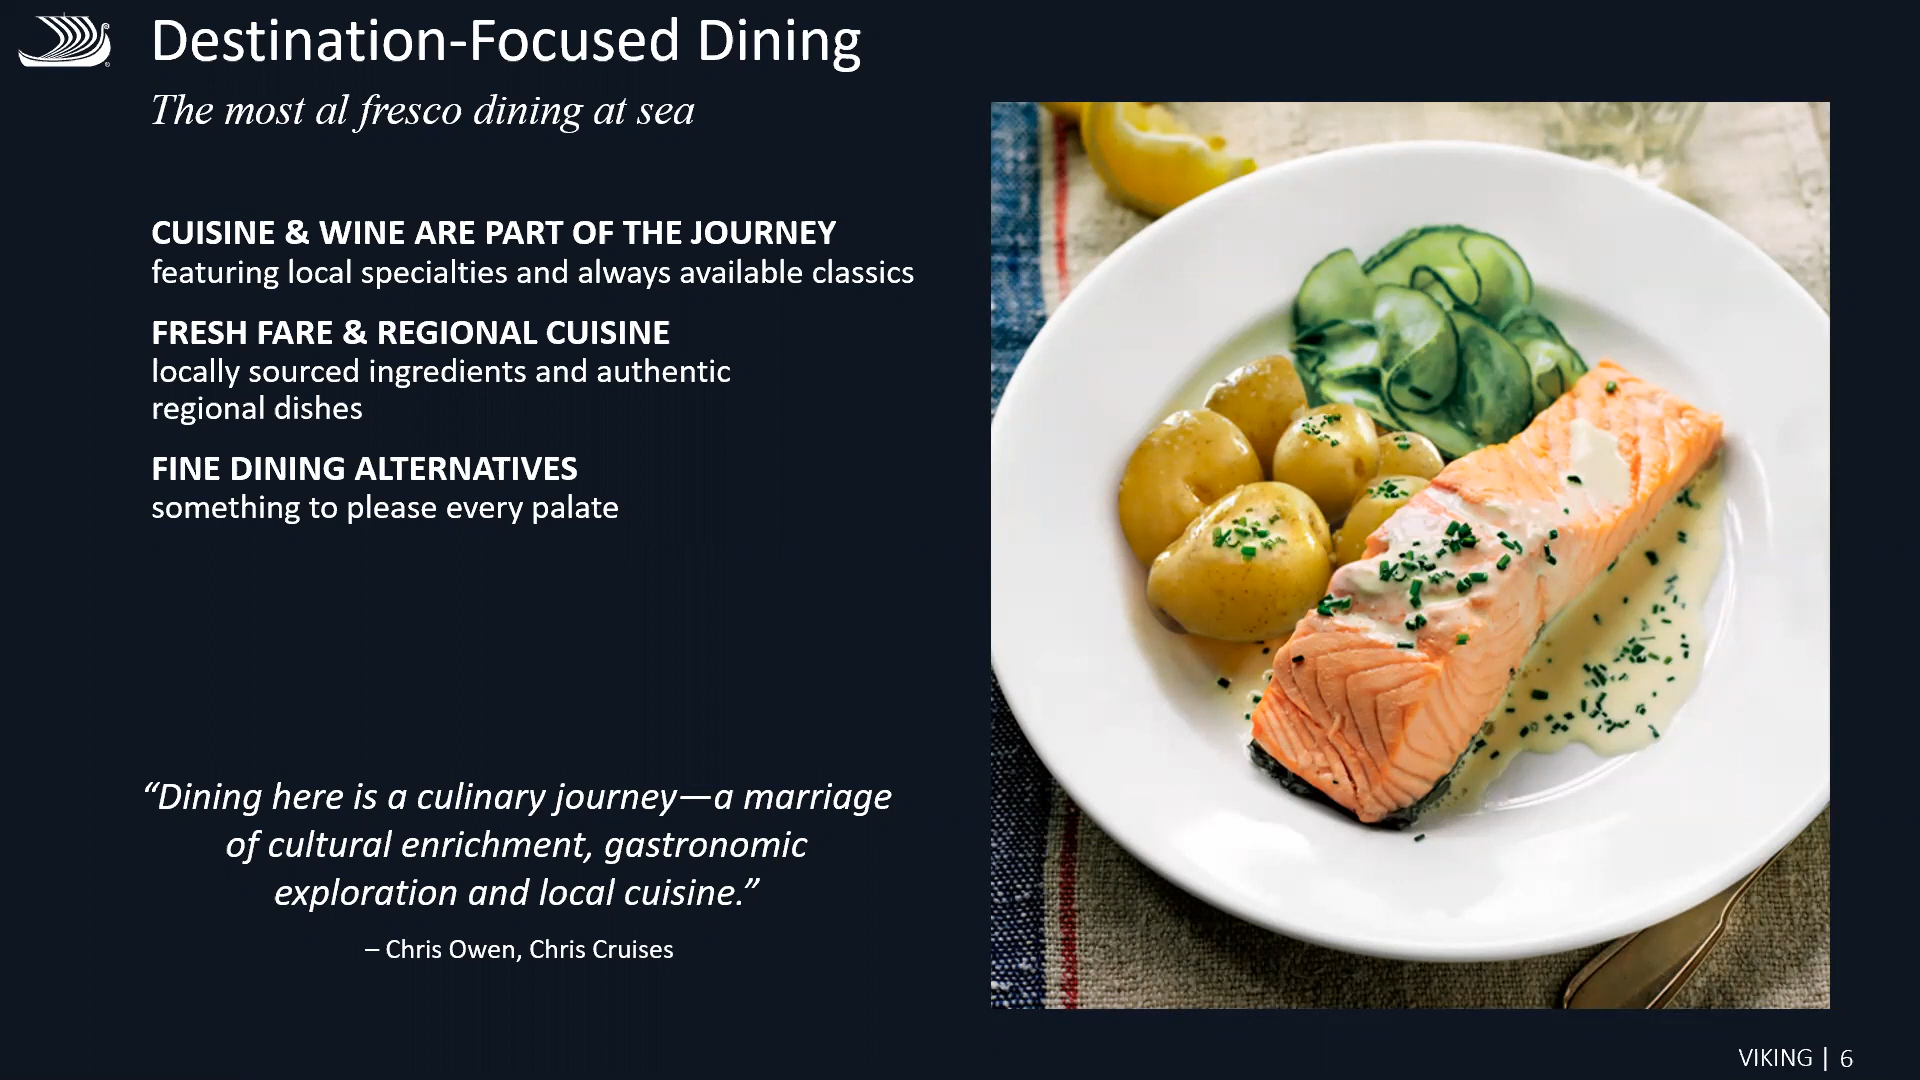 Destination-Focused Dining
The most al fresco dining at sea
CUISINE & WINE ARE PART OF THE JOURNEY
featuring local specialties and always available classics
FRESH FARE & REGIONAL CUISINE
locally sourced ingredients and authentic
regional dishes
FINE DINING ALTERNATIVES
something to please every palate
“Dining here is a culinary journey—a marriage
of cultural enrichment, gastronomic
exploration and local cuisine.”
– Chris Owen, Chris Cruises
VIKING | 6